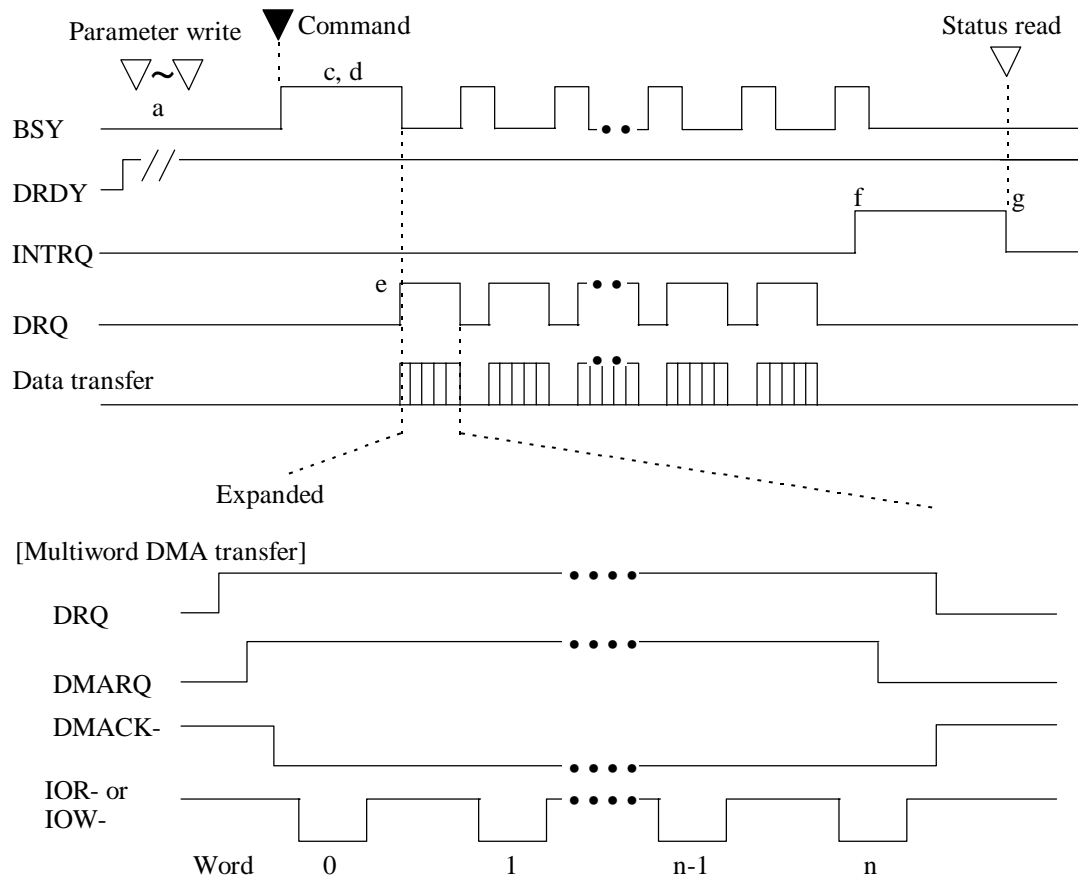 Parameter write
Command
Status read
c, d
a
BSY
DRDY
f
g
INTRQ
e
DRQ
Data transfer
Expanded
[Multiword DMA transfer]
DRQ
DMARQ
DMACK-
IOR- or
IOW-
Word 0 1 n-1 n